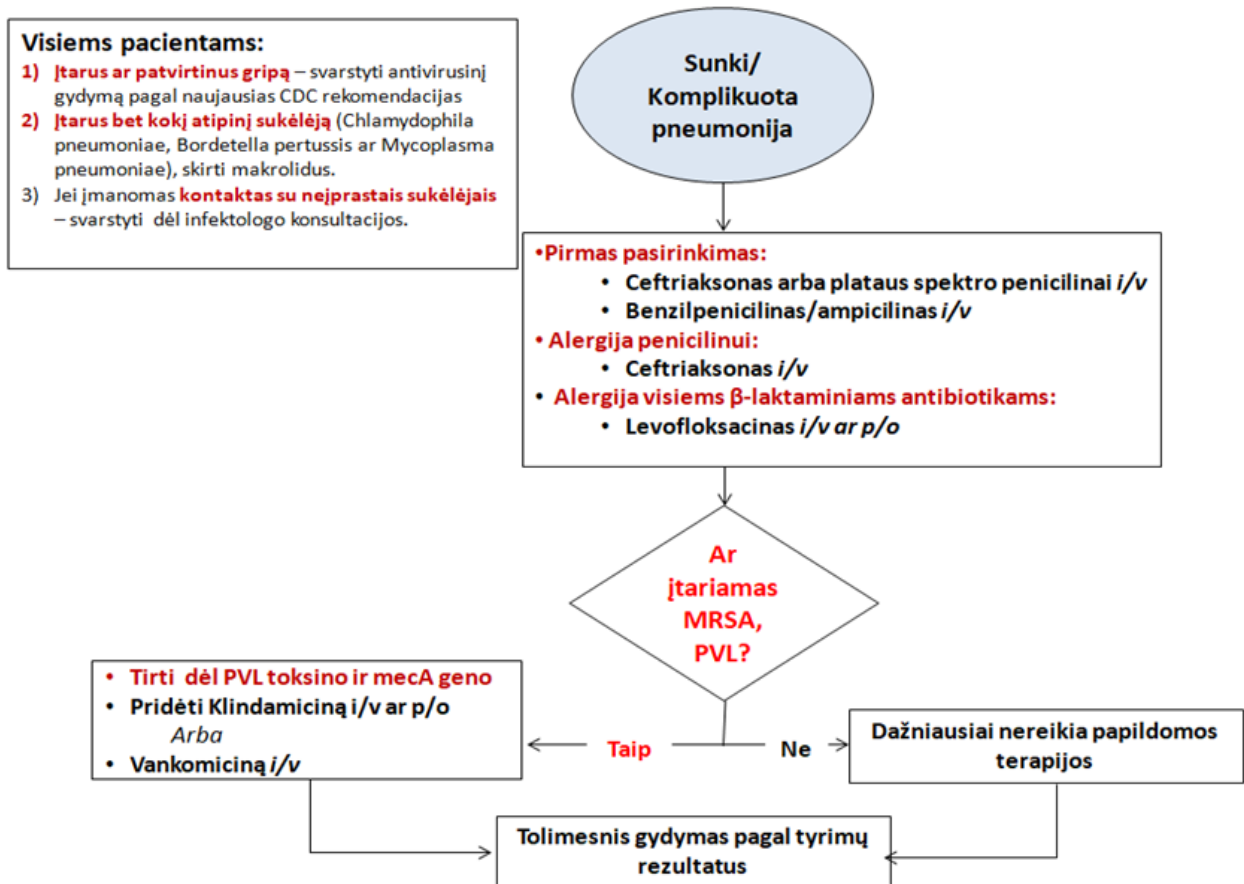 Visiems pacientams:
1) Įtarus ar patvirtinus gripą – svarstyti antivirusinį
gydymą pagal naujausias CDC rekomendacijas
2) Įtarus bet kokį atipinį sukėlėją (Chlamydophila
pneumoniae, Bordetella pertussis ar Mycoplasma
pneumoniae), skirti makrolidus.
3) Jei įmanomas kontaktas su neįprastais sukėlėjais
– svarstyti dėl infektologo konsultacijos.
Sunki/
Komplikuota
pneumonija
•Pirmas pasirinkimas:
• Ceftriaksonas arba plataus spektro penicilinai i/v
• Benzilpenicilinas/ampicilinas i/v
• Alergija penicilinui:
• Ceftriaksonas i/v
• Alergija visiems β-laktaminiams antibiotikams:
• Levofloksacinas i/v ar p/o
Ar
įtariamas
MRSA,
PVL?
• Tirti dėl PVL toksino ir mecA geno
• Pridėti Klindamiciną i/v ar p/o
Arba
• Vankomiciną i/v
Taip
Ne
Dažniausiai nereikia papildomos
terapijos
Tolimesnis gydymas pagal tyrimų
rezultatus